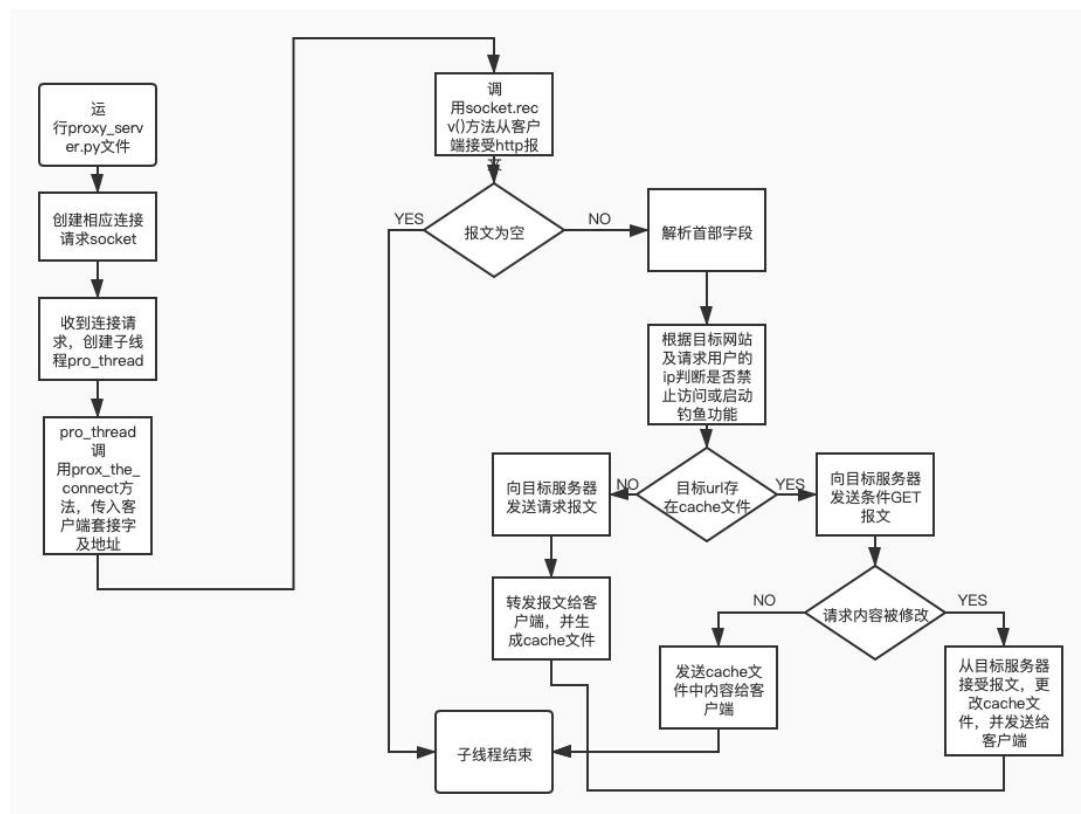 运
行proxy_serv
er.py文件
创建相应连接
请求socket
收到连接请
求，创建子线
程pro_thread
pro_thread
调
用prox_the_
connect方
法，传入客
户端套接字
及地址
调
用socket.rec
v()方法从客户
端接受http报
文
YES
报文为空
NO
解析首部字段
根据目标网站
及请求用户的
ip判断是否禁
止访问或启动
钓鱼功能
目标url存
在cache文件
NO
YES
向目标服务器
发送请求报文
转发报文给客
户端，并生
成cache文件
向目标服务器
发送条件GET
报文
请求内容被修改
NO
YES
发送cache文
件中内容给客
户端
从目标服务器
接受报文，更
改cache文
件，并发送给
客户端
子线程结束